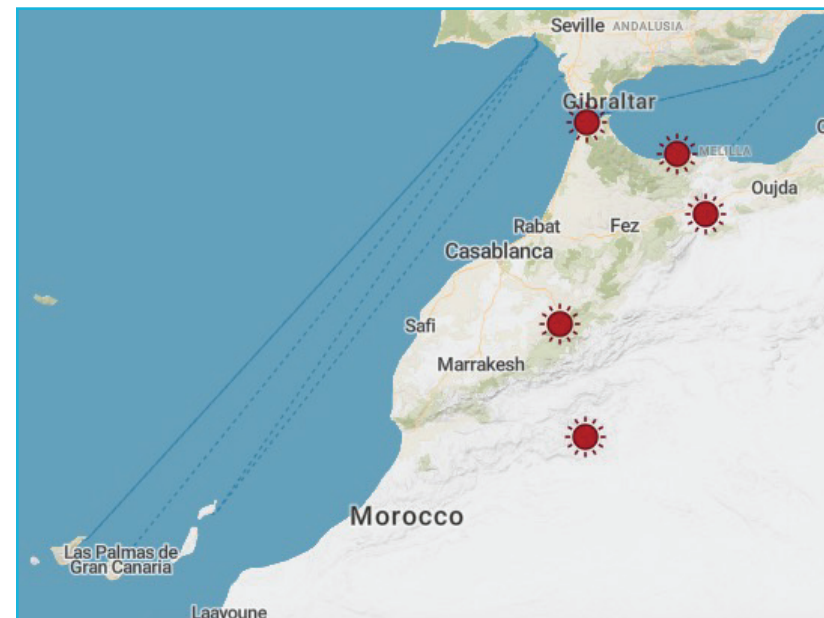 Seville
ANDALUSIA
Gibraltar
MELILLA
Oujda
Rabat
Fez
Casablanca
Safi
Marrakesh
Morocco
Las Palmas de
Gran Canaria
Laayoune